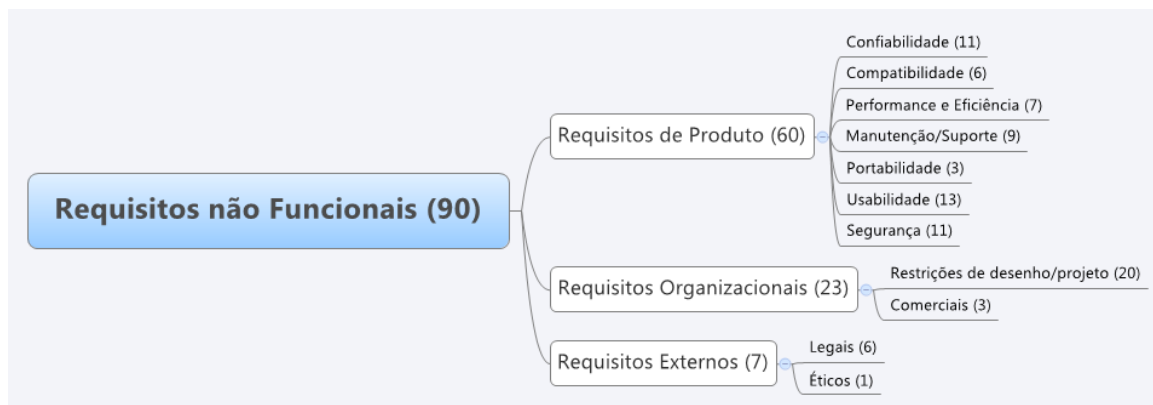 Requisitos não Funcionais (90)
Requisitos de Produto (60)
Confiabilidade (11)
Compatibilidade (6)
Performance e Eficiência (7)
Manutenção/Suporte (9)
Portabilidade (3)
Usabilidade (13)
Segurança (11)
Requisitos Organizacionais (23)
Restrições de desenho/projeto (20)
Comerciais (3)
Requisitos Externos (7)
Legais (6)
Éticos (1)